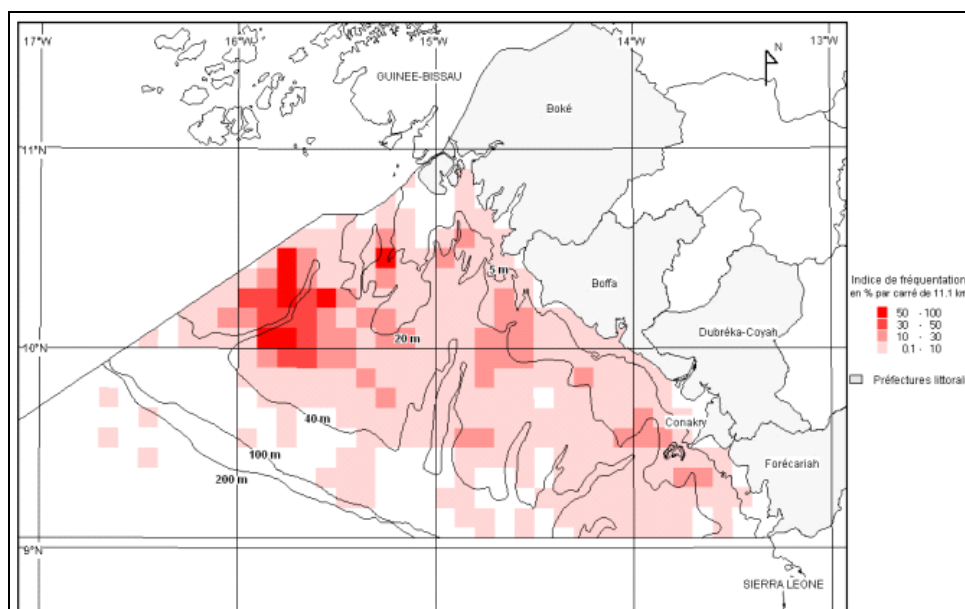 17°W
16°W
15°W
14°W
13°W
N
GUINEE-BISSAU
Boké
11°N
5 m
Boffa
Indice de fréquentation
en % par carré de 11.1 km
50 - 100
30 - 50
10 - 30
0.1 - 10
Dubréka-Coyah
20 m
10°N
Préfectures littoral
40 m
Conakry
100 m
Forécariah
200 m
9°N
SIERRA LEONE